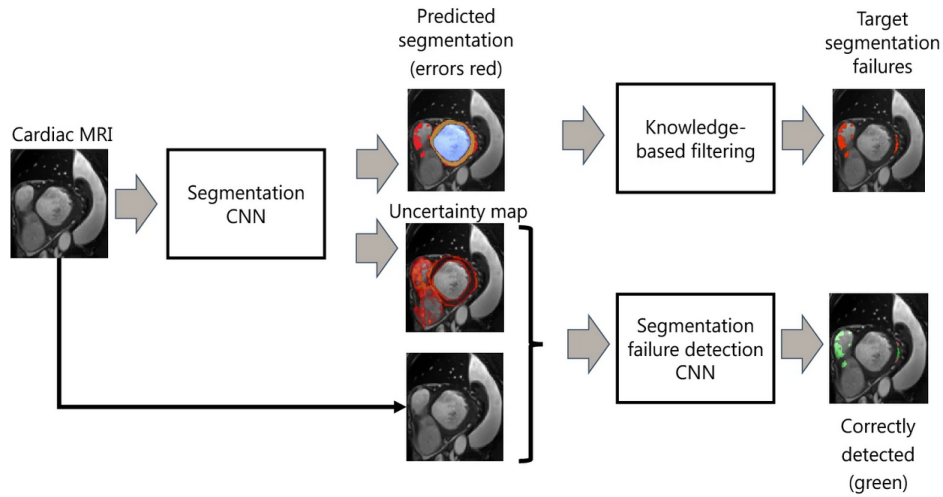 Predicted
segmentation
(errors red)
Target
segmentation
failures
Cardiac MRI
Segmentation
CNN
Knowledge-
based filtering
Uncertainty map
Segmentation
failure detection
CNN
Correctly
detected
(green)